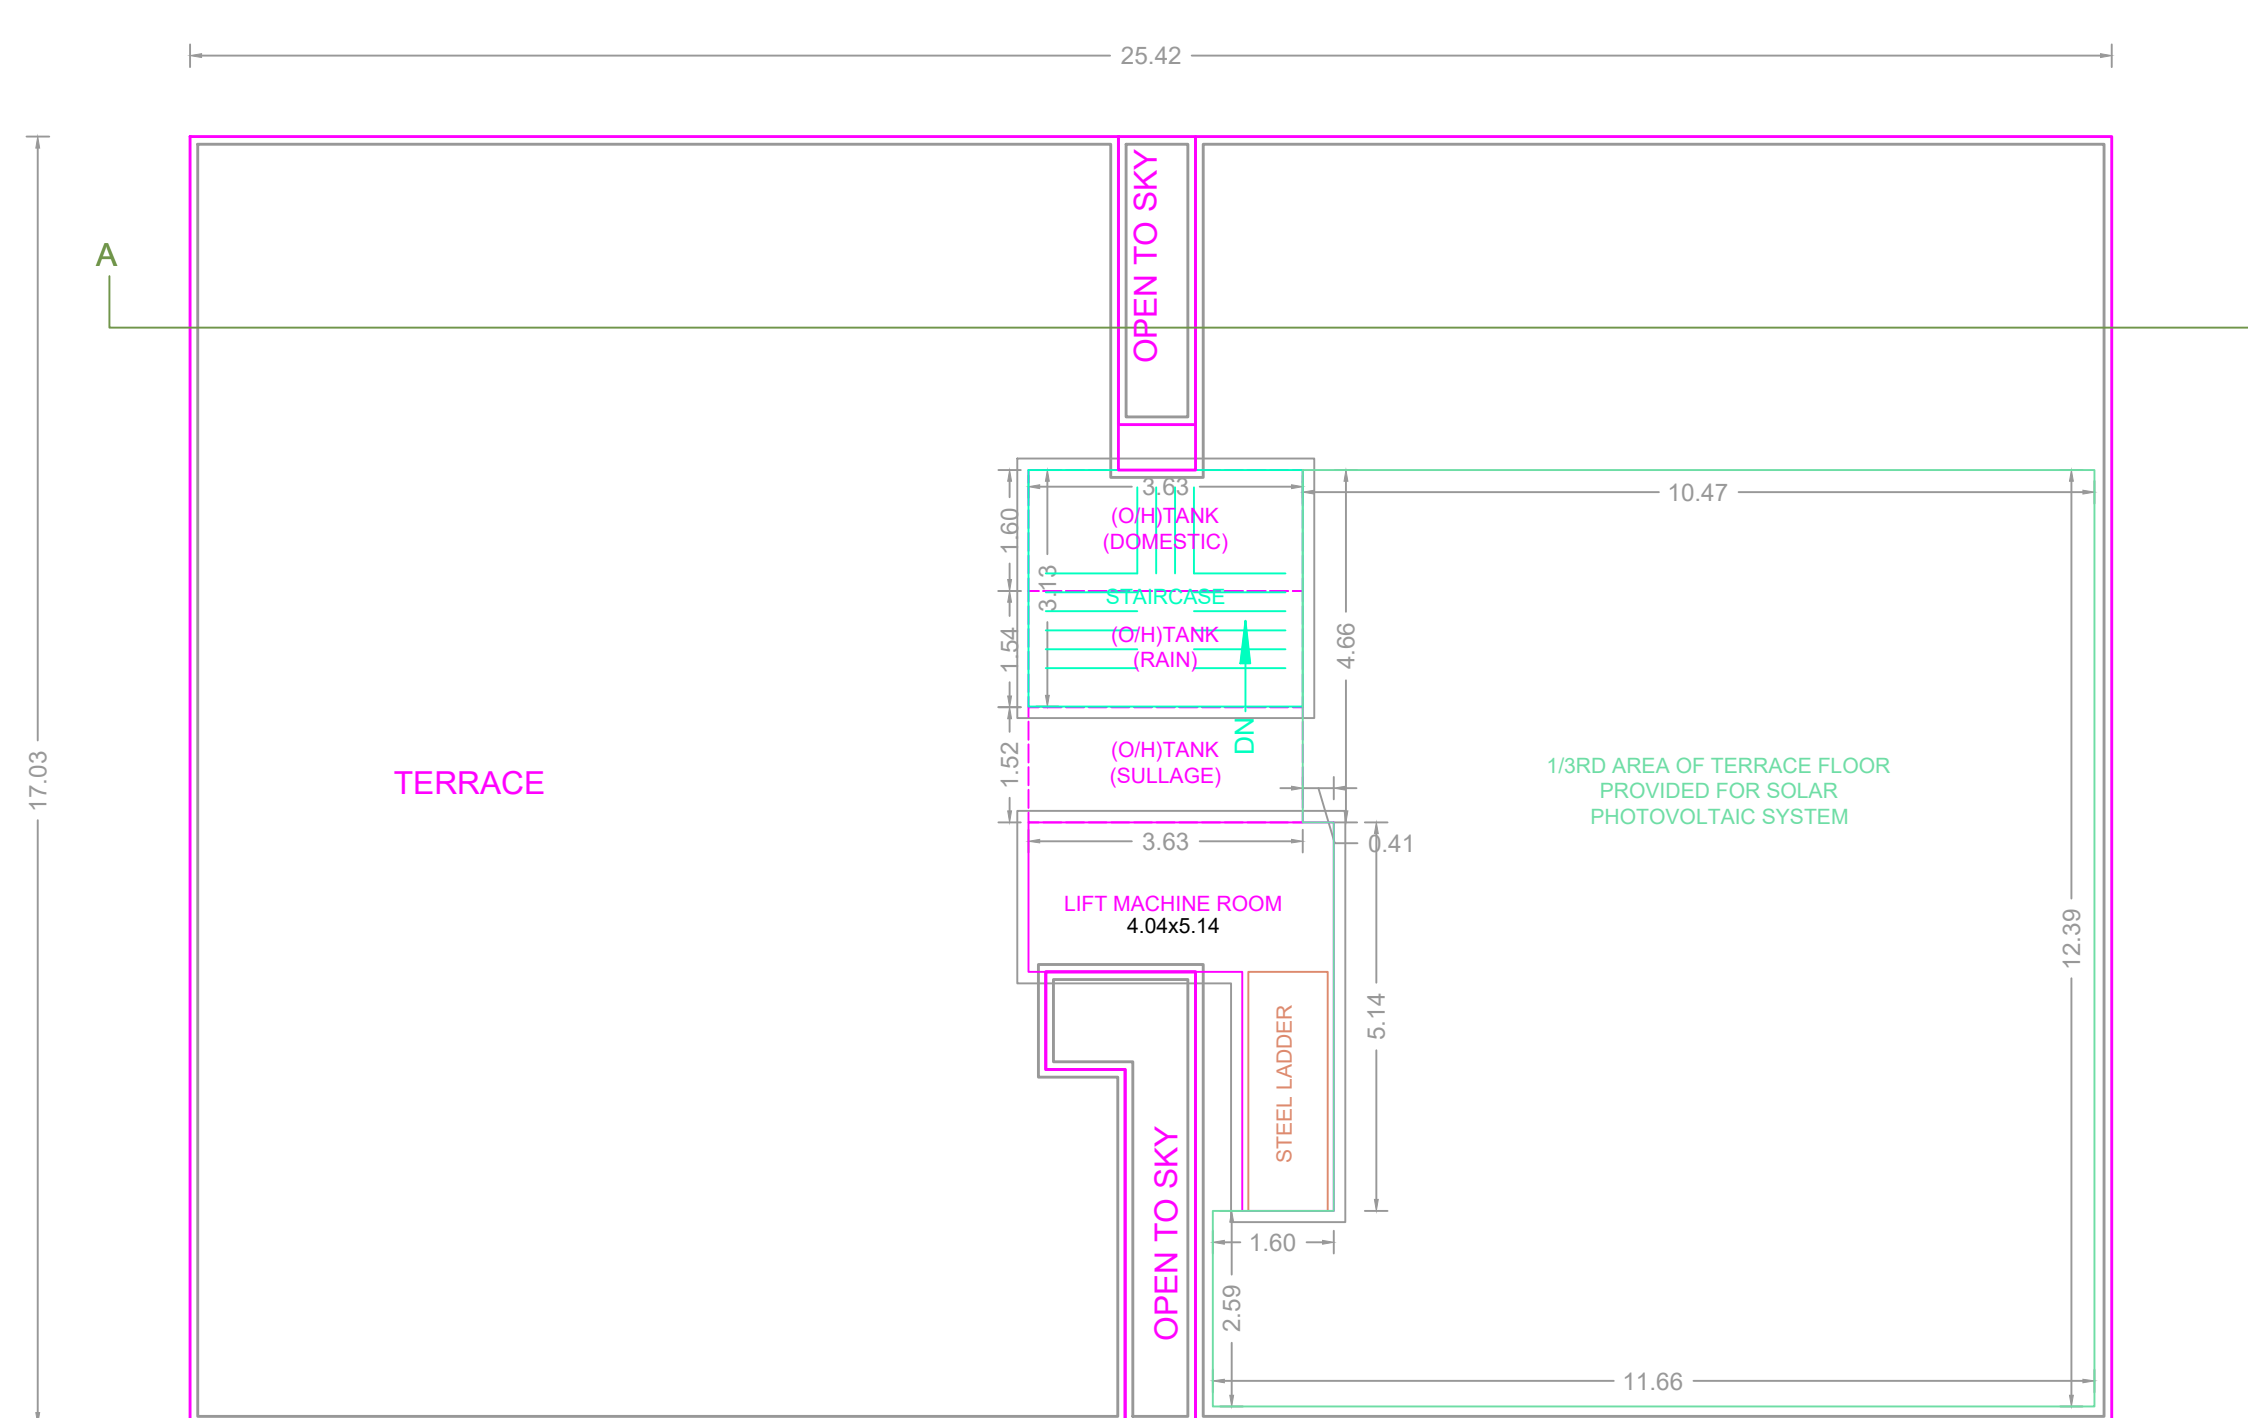 25.42
OPEN TO SKY
A
3.63
10.47
1.60
(O/H)TANK
(DOMESTIC)
3.13
STAIRCASE
1.54
(O/H)TANK
(RAIN)
4.66
DN
1.52
(O/H)TANK
(SULLAGE)
17.03
TERRACE
1/3RD AREA OF TERRACE FLOOR
PROVIDED FOR SOLAR
PHOTOVOLTAIC SYSTEM
3.63
0.41
LIFT MACHINE ROOM
4.04x5.14
12.39
5.14
STEEL LADDER
OPEN TO SKY
1.60
2.59
11.66